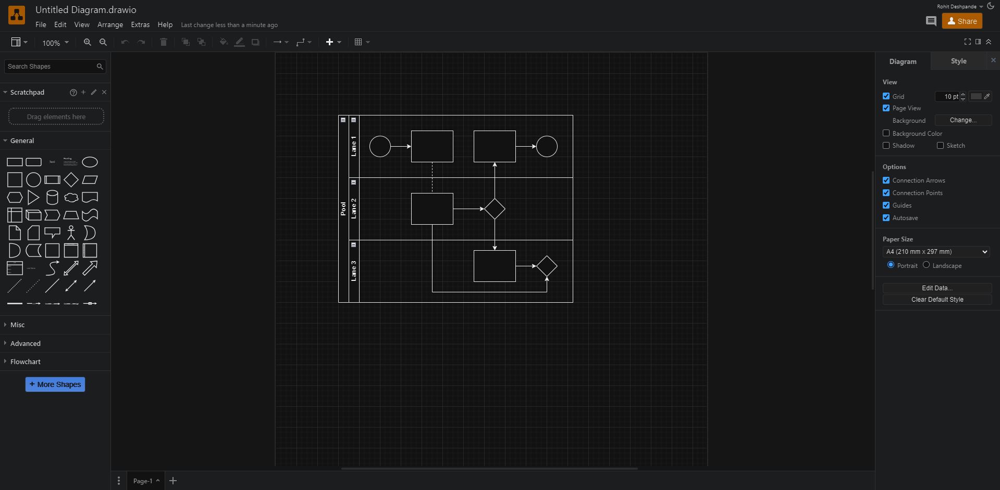 Untitled Diagram.drawio
Rohit Deshpande
File Edit View Arrange Extras Help Last change less than a minute ago
Share
100%
Search Shapes
Scratchpad
Drag elements here
General
Text
Heading
Misc
Advanced
Flowchart
+ More Shapes
Pool
Lane 1
Lane 2
Lane 3
Page-1
Diagram Style
View
Grid 10 pt
Page View
Background Change...
Background Color
Shadow Sketch
Options
Connection Arrows
Connection Points
Guides
Autosave
Paper Size
A4 (210 mm x 297 mm)
Portrait Landscape
Edit Data...
Clear Default Style